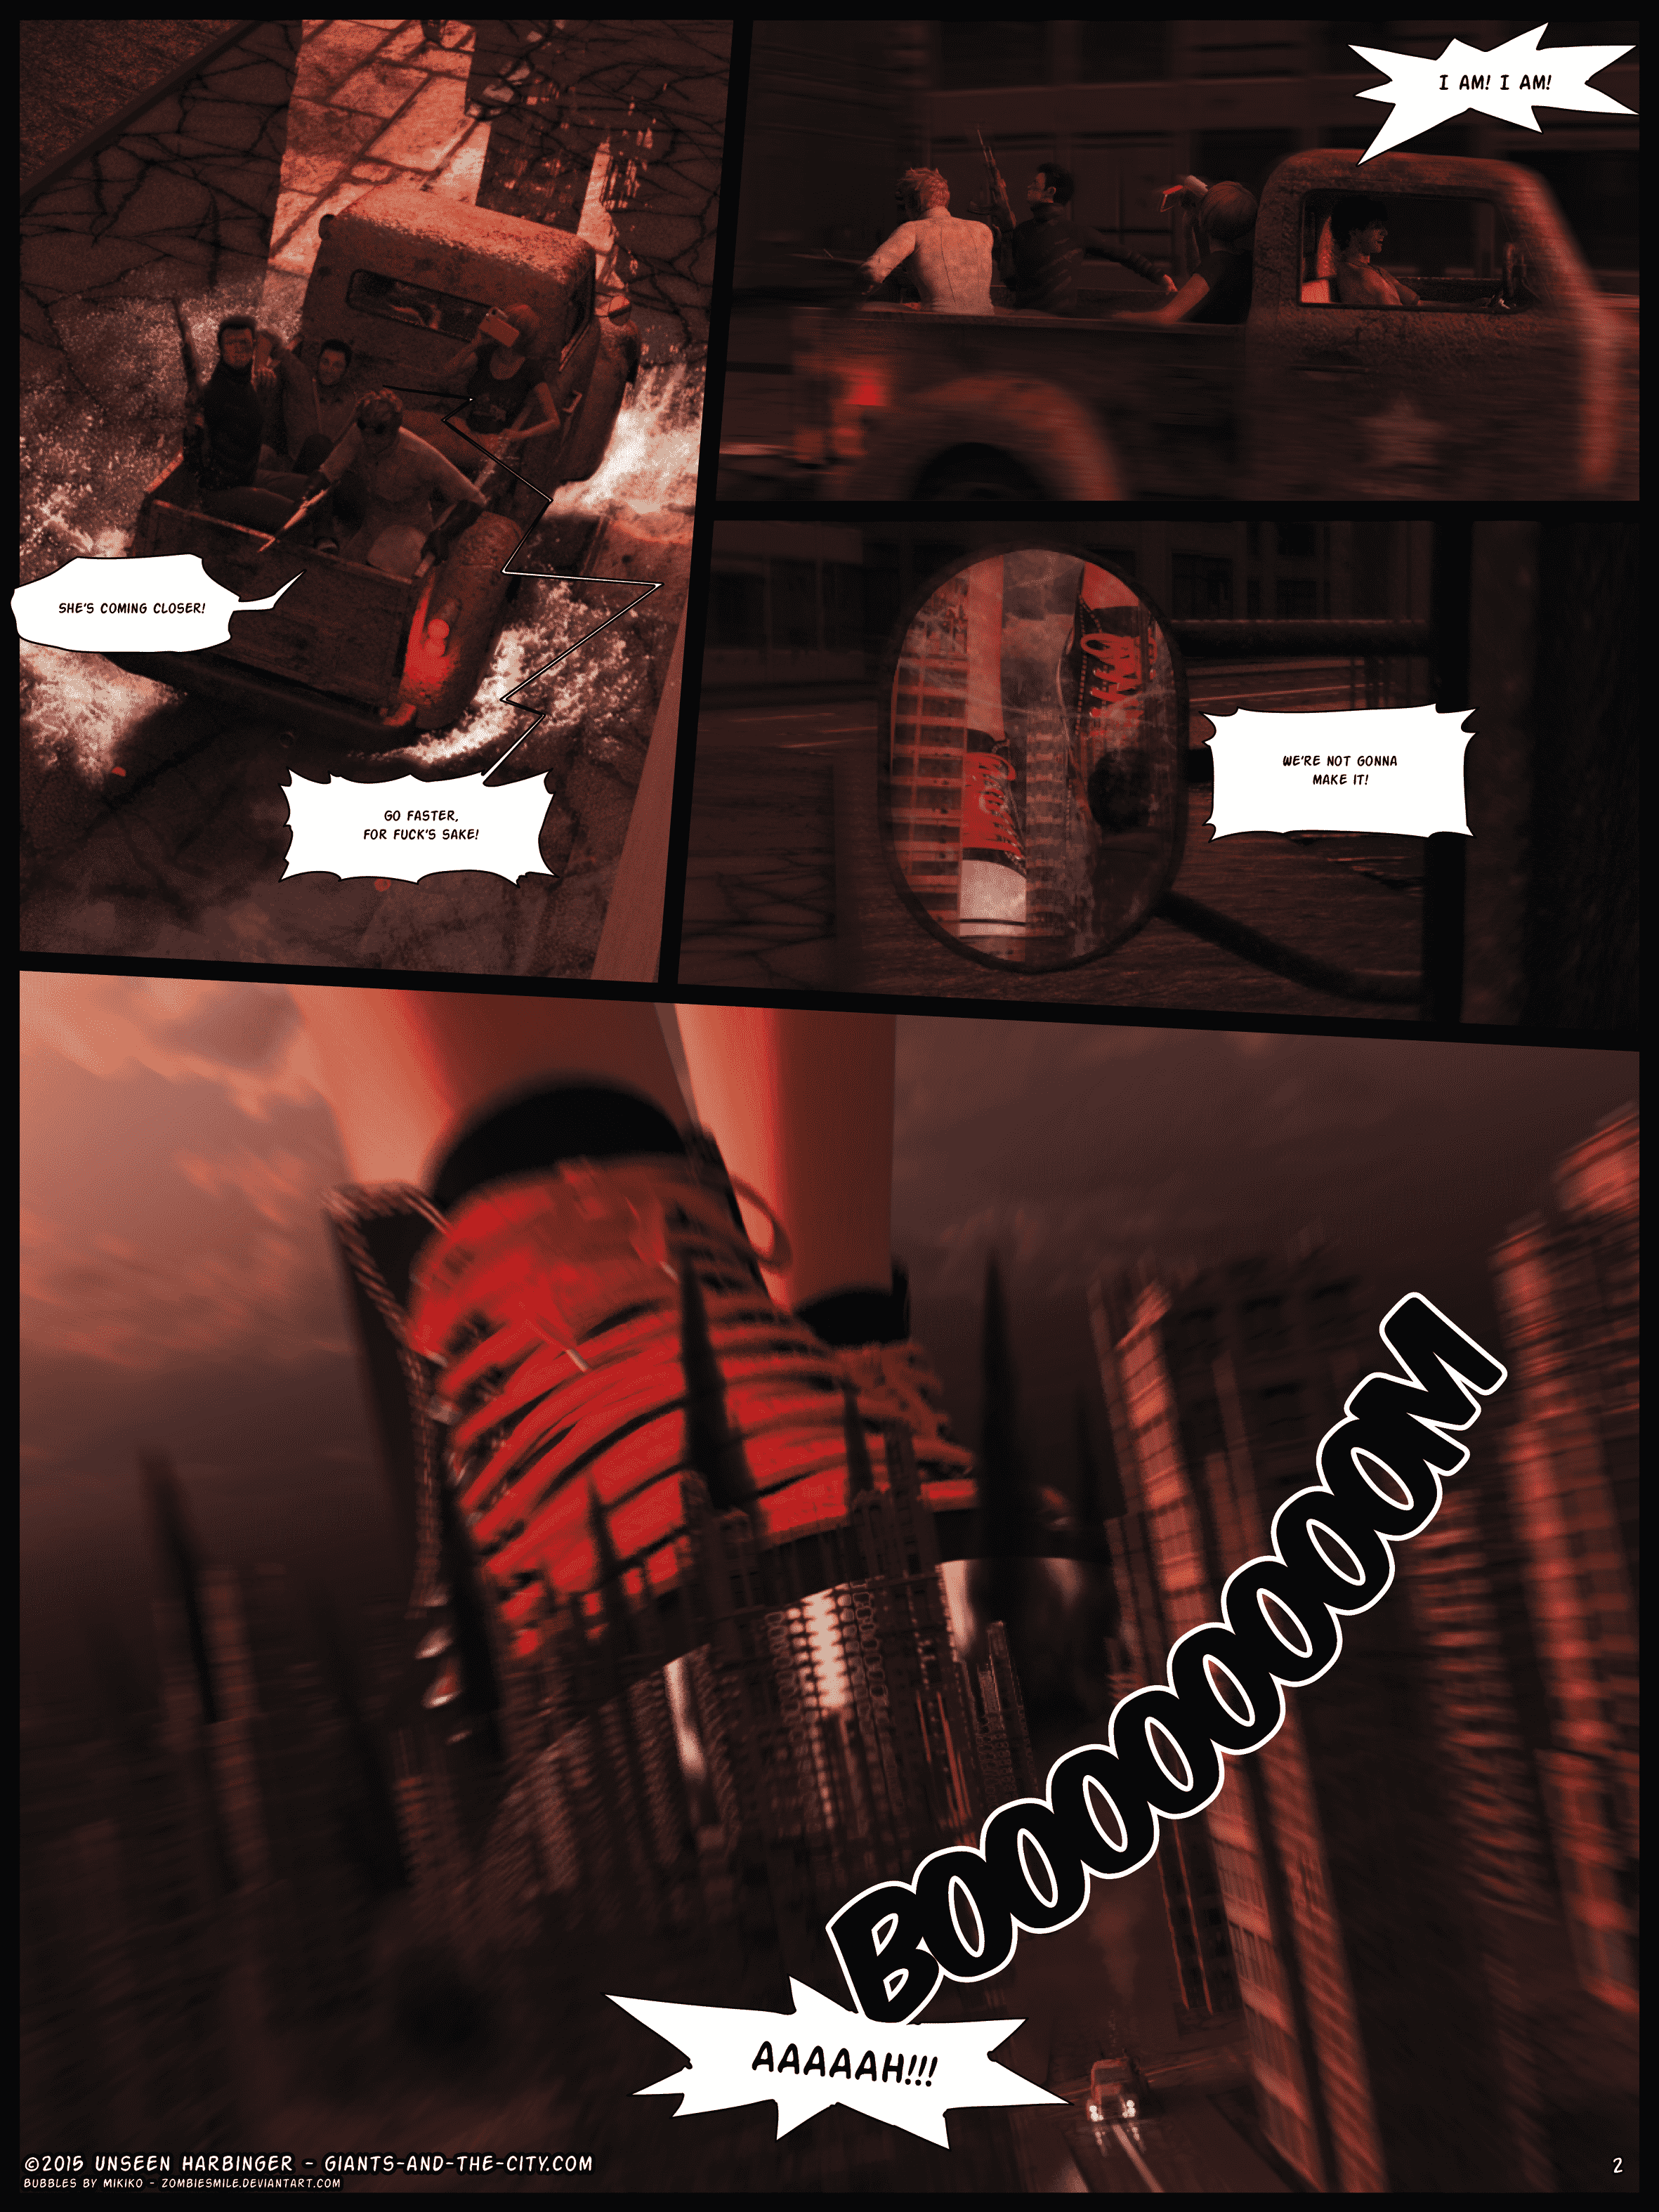 SHE'S COMING CLOSER!
GO FASTER,
FOR FUCK'S SAKE!
I AM! I AM!
WE'RE NOT GONNA
MAKE IT!
BOOOOOOOOM
AAAAAH!!!
©2015 UNSEEN HARBINGER - GIANTS-AND-THE-CITY.COM
BUBBLES BY MIKIKO - ZOMBIESMILE.DEVIANTART.COM
2